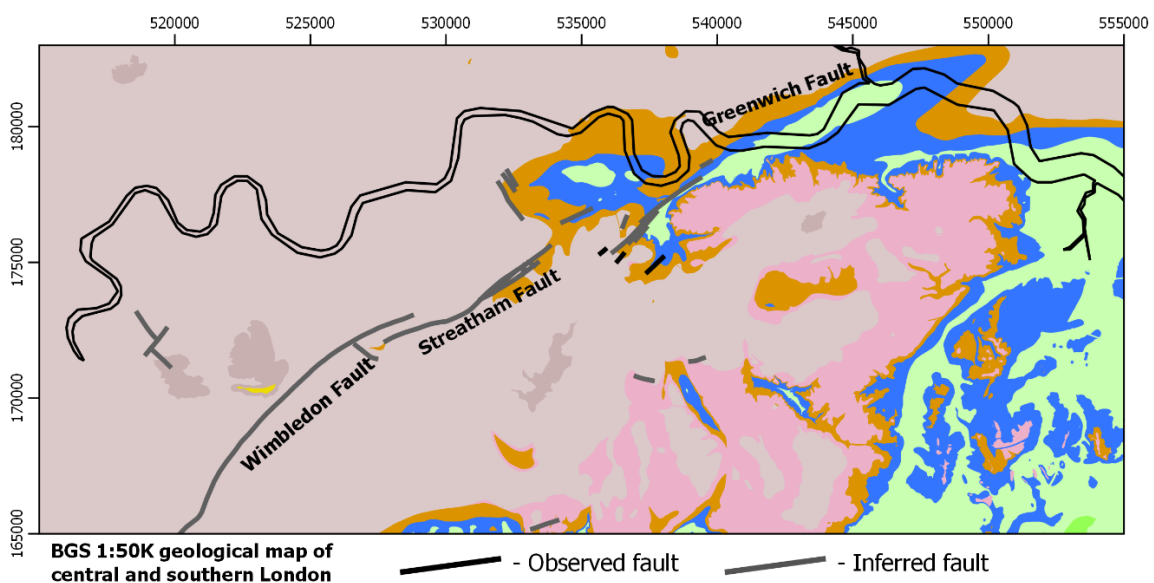 520000 525000 530000 535000 540000 545000 550000 555000
180000
175000
170000
165000
Greenwich Fault
Streatham Fault
Wimbledon Fault
BGS 1:50K geological map of
central and southern London
- Observed fault
- Inferred fault